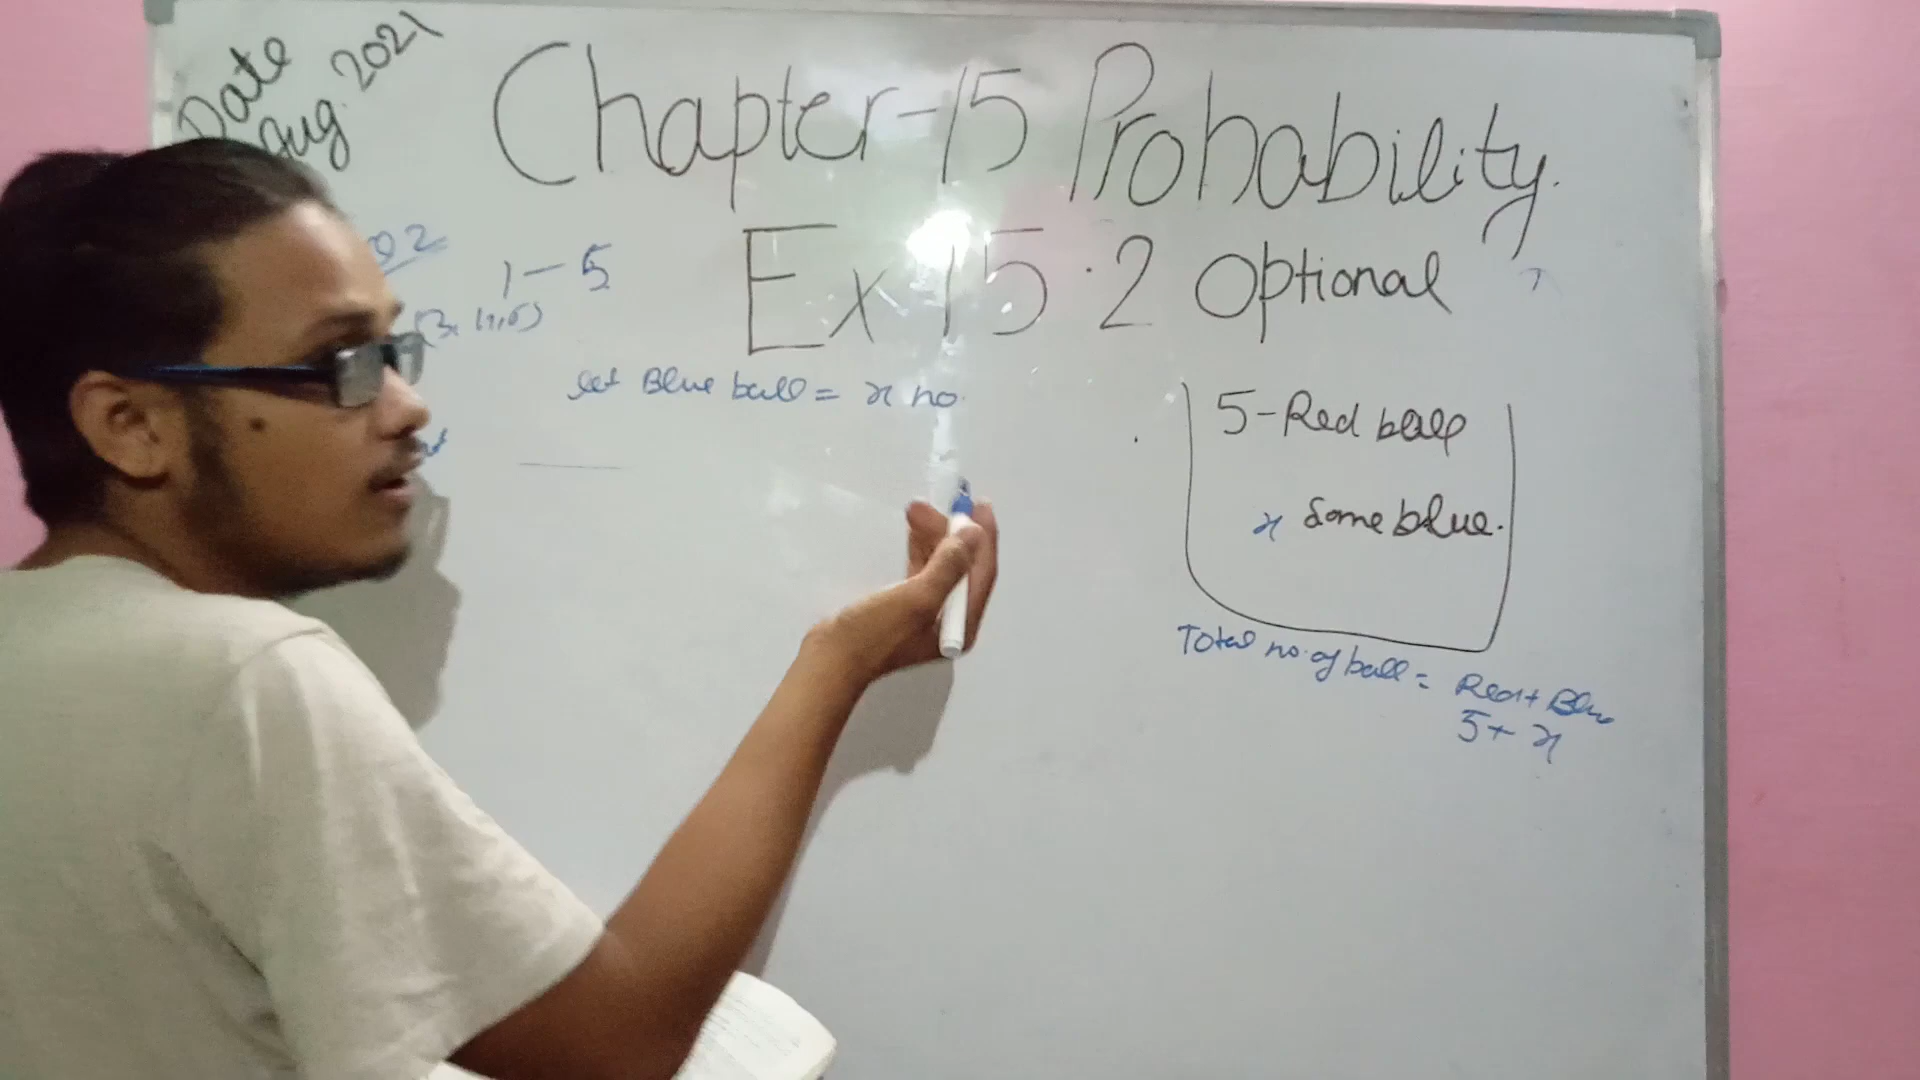 Date
Aug. 2021
Chapter-15 Probability.
Ex 15.2 Optional
Q2
1-5
let Blue ball = x no.
5-Red ball
x Some blue.
Total no. of ball = Red + Blue
5+ x